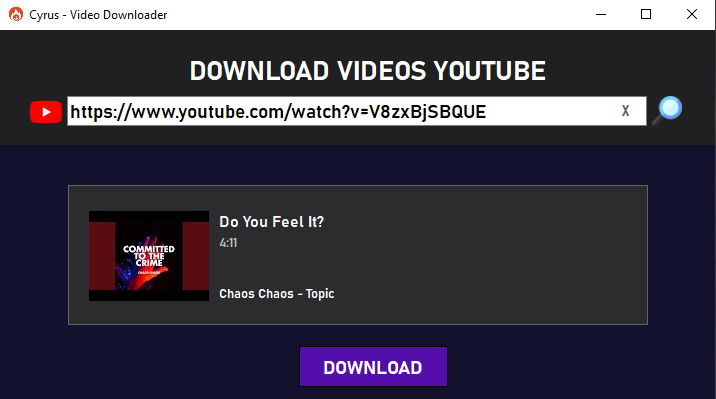 Cyrus - Video Downloader
DOWNLOAD VIDEOS YOUTUBE
https://www.youtube.com/watch?v=V8zxBjSBQUE X
Do You Feel It?
4:11
COMMITTED
TO THE
CRIME
CHAOS CHAOS
Chaos Chaos - Topic
DOWNLOAD